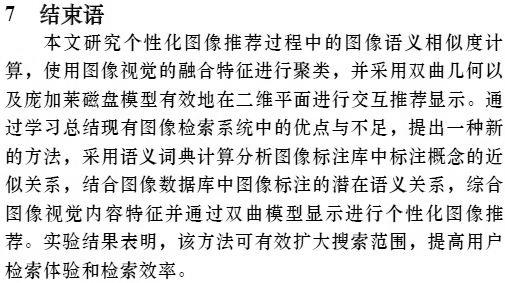 7 结束语
本文研究个性化图像推荐过程中的图像语义相似度计
算，使用图像视觉的融合特征进行聚类，并采用双曲几何以
及庞加莱磁盘模型有效地在二维平面进行交互推荐显示。通
过学习总结现有图像检索系统中的优点与不足，提出一种新
的方法，采用语义词典计算分析图像标注库中标注概念的近
似关系，结合图像数据库中图像标注的潜在语义关系，综合
图像视觉内容特征并通过双曲模型显示进行个性化图像推
荐。实验结果表明，该方法可有效扩大搜索范围，提高用户
检索体验和检索效率。